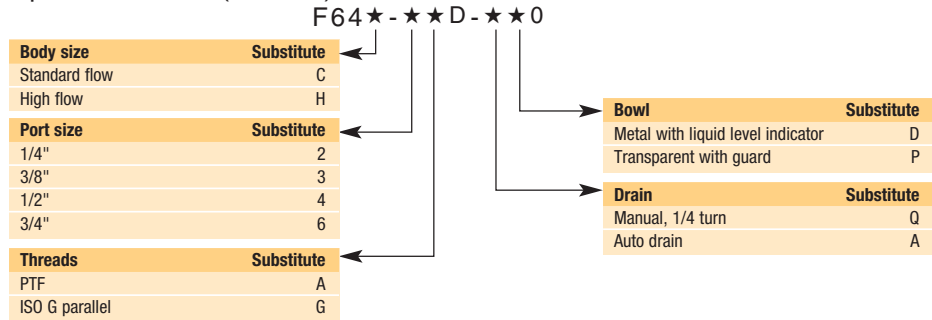 F64★-★★D-★★0
Body size Substitute
Standard flow C
High flow H
Port size Substitute
1/4" 2
3/8" 3
1/2" 4
3/4" 6
Threads Substitute
PTF A
ISO G parallel G
Bowl Substitute
Metal with liquid level indicator D
Transparent with guard P
Drain Substitute
Manual, 1/4 turn Q
Auto drain A